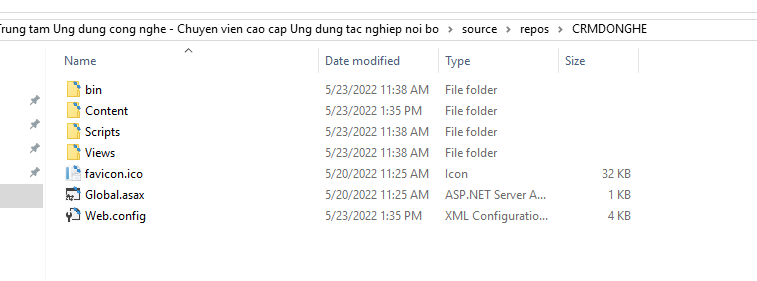 Trung tam Ung dung cong nghe - Chuyen vien cao cap Ung dung tac nghiep noi bo > source > repos > CRMDONGHE
Name Date modified Type Size
bin 5/23/2022 11:38 AM File folder
Content 5/23/2022 1:35 PM File folder
Scripts 5/23/2022 11:38 AM File folder
Views 5/23/2022 11:38 AM File folder
favicon.ico 5/20/2022 11:25 AM Icon 32 KB
Global.asax 5/20/2022 11:25 AM ASP.NET Server A... 1 KB
Web.config 5/23/2022 1:35 PM XML Configuratio... 4 KB